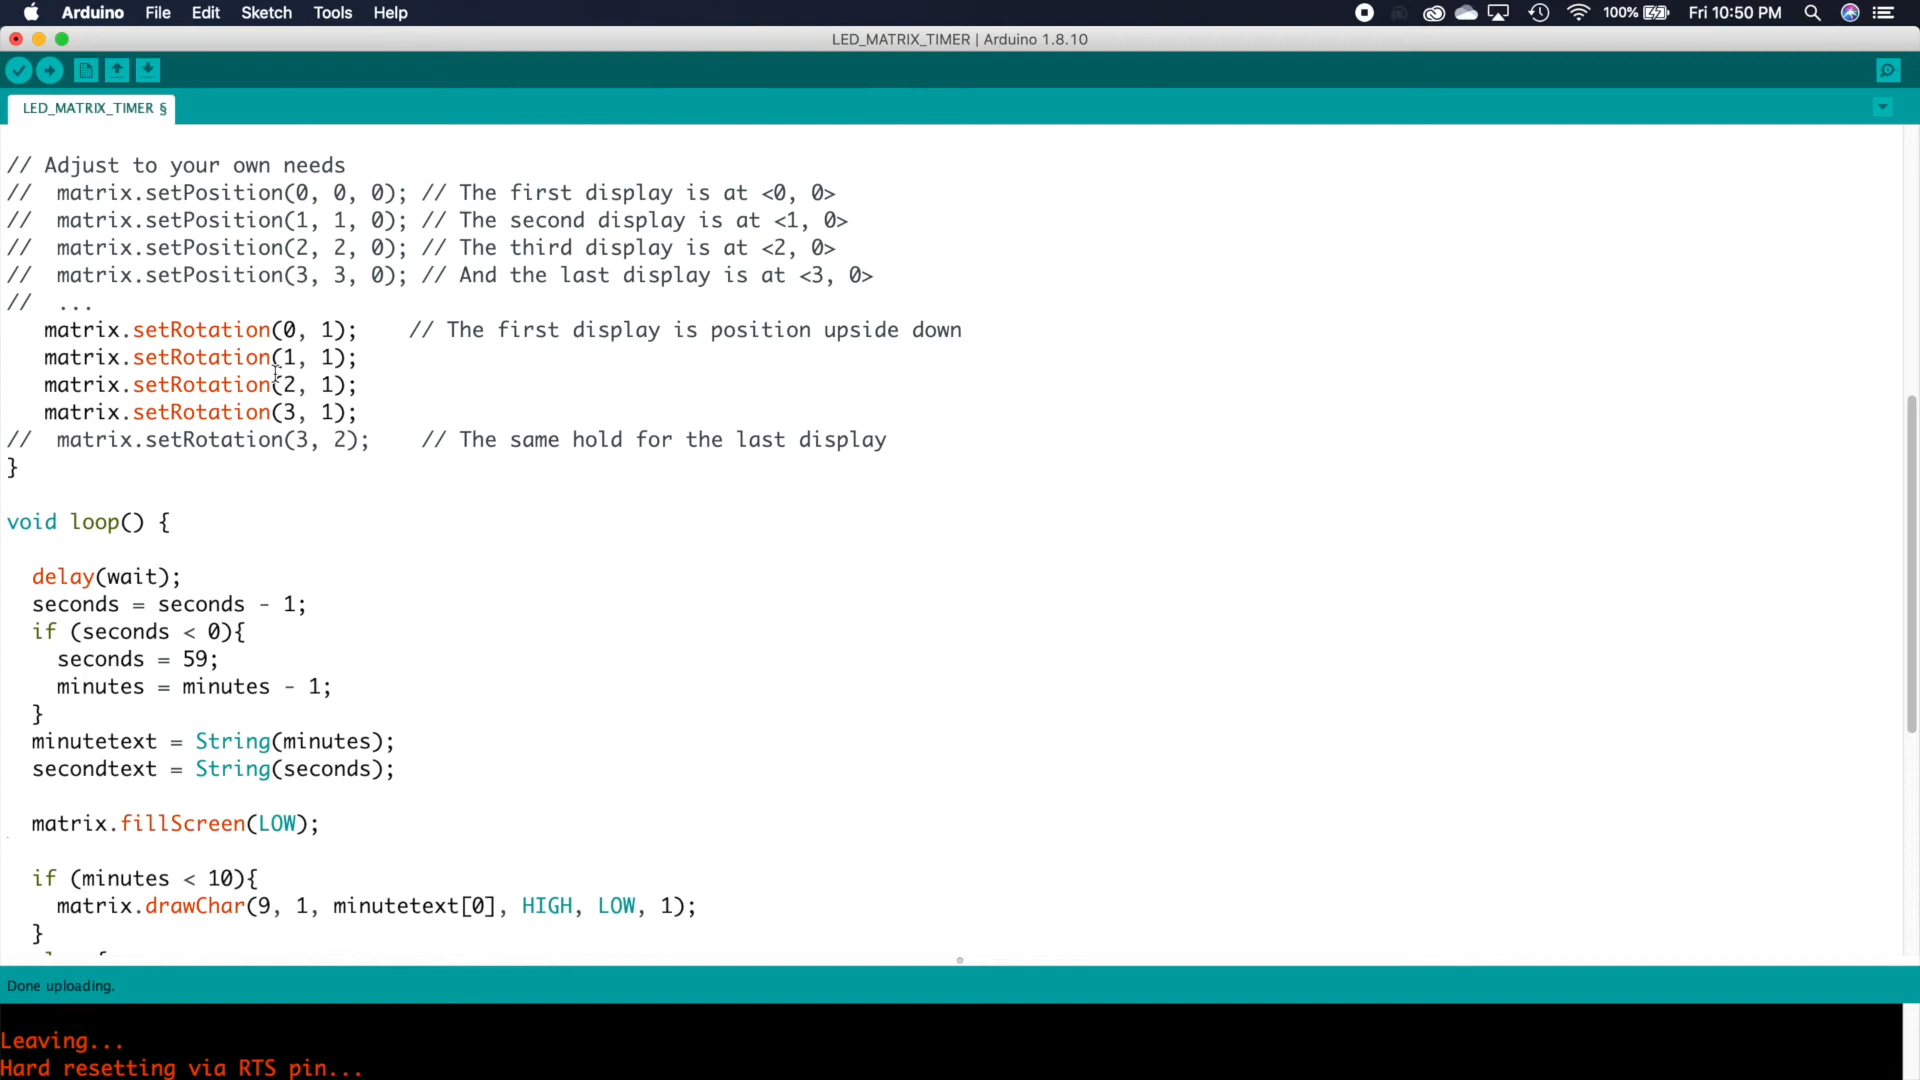 Arduino File Edit Sketch Tools Help 100% Fri 10:50 PM
LED_MATRIX_TIMER | Arduino 1.8.10
LED_MATRIX_TIMER §
// Adjust to your own needs
//  matrix.setPosition(0, 0, 0); // The first display is at <0, 0>
//  matrix.setPosition(1, 1, 0); // The second display is at <1, 0>
//  matrix.setPosition(2, 2, 0); // The third display is at <2, 0>
//  matrix.setPosition(3, 3, 0); // And the last display is at <3, 0>
//  ...
   matrix.setRotation(0, 1);    // The first display is position upside down
   matrix.setRotation(1, 1);
   matrix.setRotation(2, 1);
   matrix.setRotation(3, 1);
//  matrix.setRotation(3, 2);    // The same hold for the last display
}
void loop() {
  delay(wait);
  seconds = seconds - 1;
  if (seconds < 0){
    seconds = 59;
    minutes = minutes - 1;
  }
  minutetext = String(minutes);
  secondtext = String(seconds);
  matrix.fillScreen(LOW);
  if (minutes < 10){
    matrix.drawChar(9, 1, minutetext[0], HIGH, LOW, 1);
  }
Done uploading.
Leaving...
Hard resetting via RTS pin...